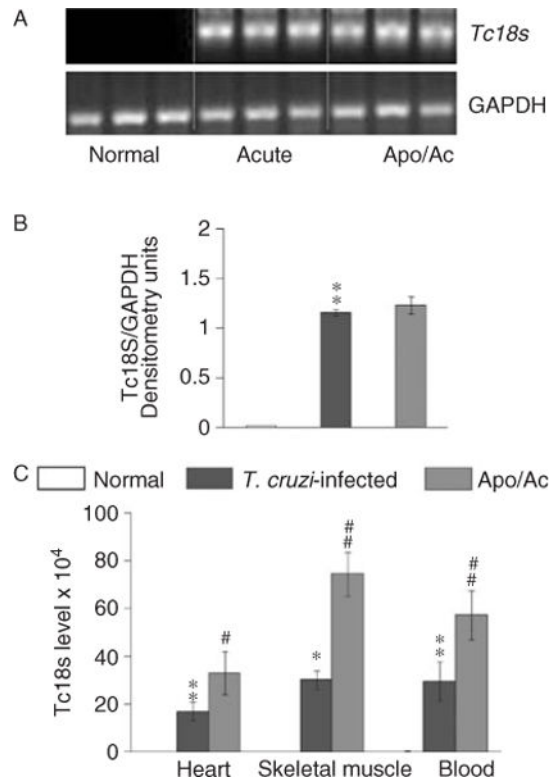 A
Tc18s
GAPDH
Normal Acute Apo/Ac
B
Tc18S/GAPDH
Densitometry units
2
1.5
1
0.5
0
**
C
Normal T. cruzi-infected Apo/Ac
Tc18s level x 10⁴
100
80
60
40
20
0
** # * ## ** ##
Heart Skeletal muscle Blood